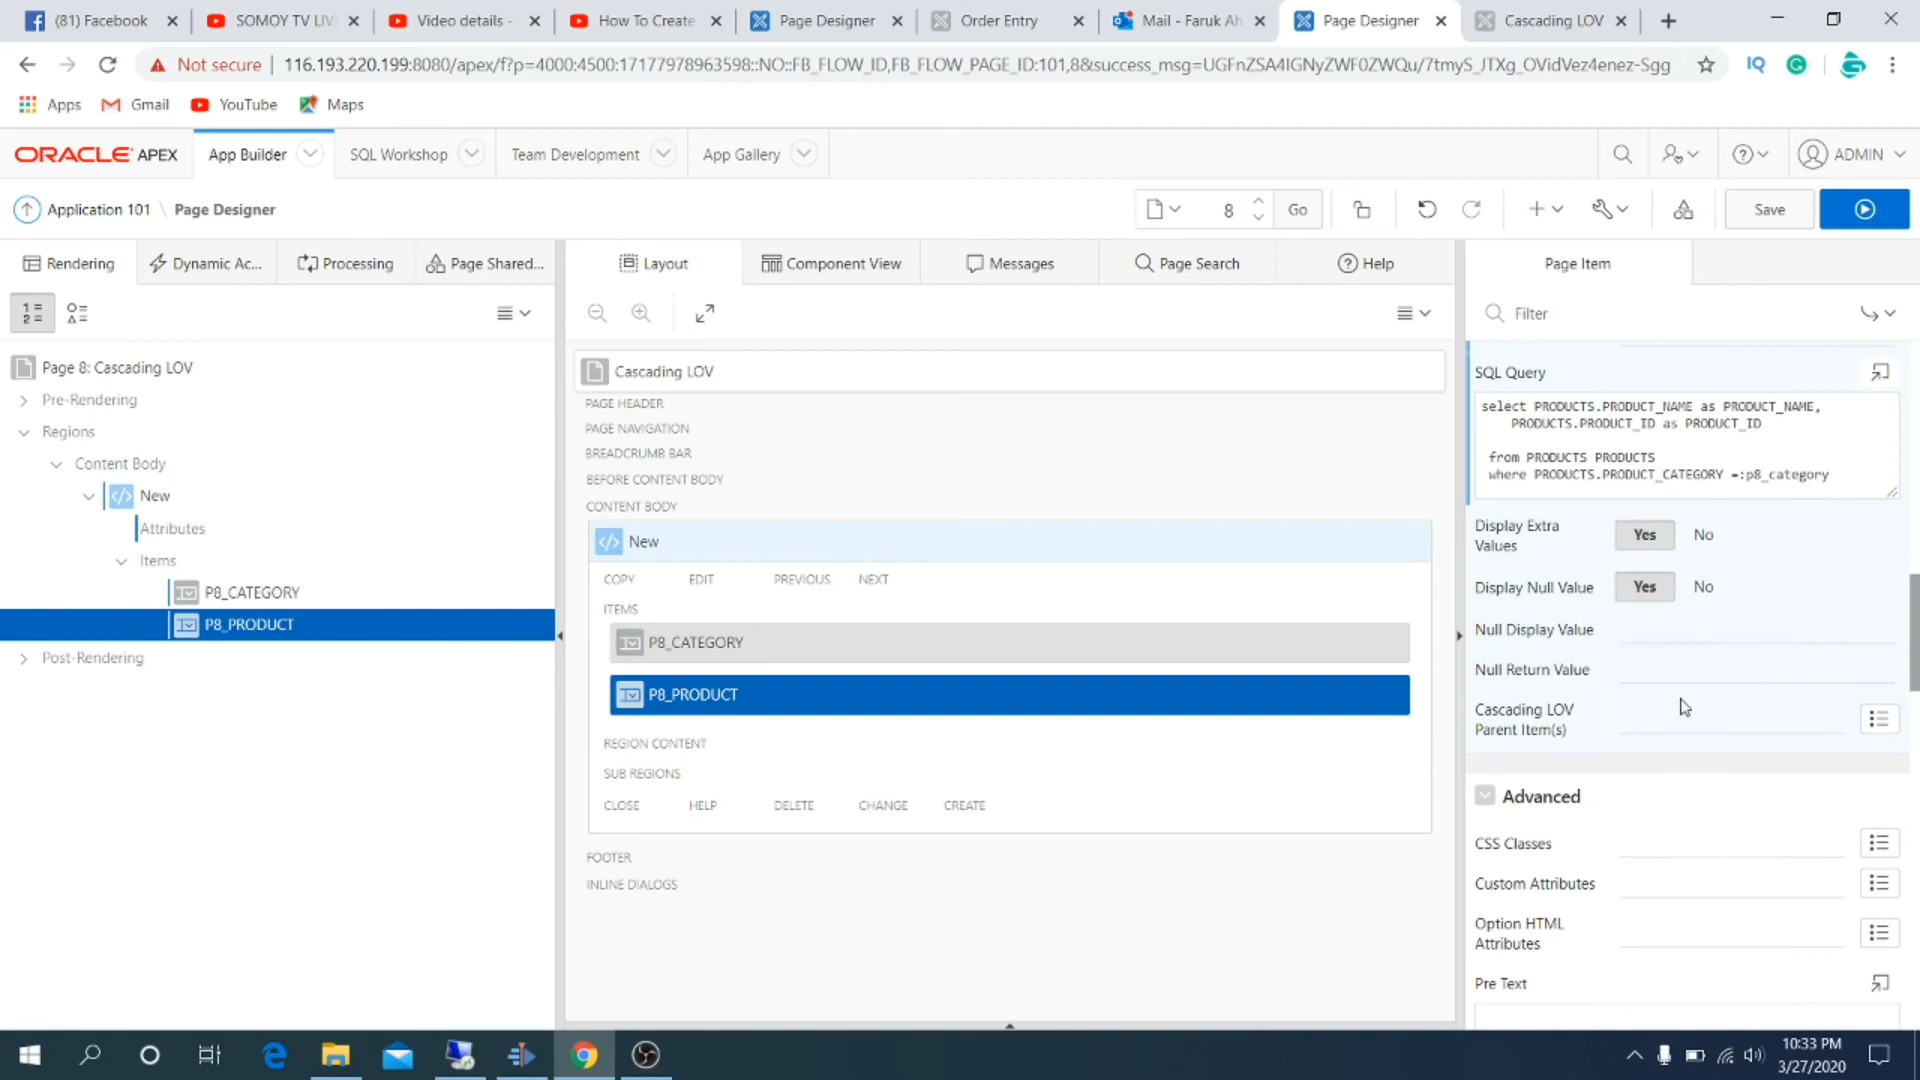 (81) Facebook
SOMOY TV LIV
Video details -
How To Create
Page Designer
Order Entry
Mail - Faruk Ah
Page Designer
Cascading LOV
Not secure
116.193.220.199:8080/apex/f?p=4000:4500:17177978963598::NO::FB_FLOW_ID,FB_FLOW_PAGE_ID:101,8&success_msg=UGFnZSA4IGNyZWF0ZWQu/7tmyS_JTXg_OVidVez4enez-Sgg
IQ
Apps
Gmail
YouTube
Maps
ORACLE APEX
App Builder
SQL Workshop
Team Development
App Gallery
ADMIN
Application 101 \ Page Designer
8
Go
Save
Rendering
Dynamic Ac...
Processing
Page Shared...
Layout
Component View
Messages
Page Search
Help
Page Item
Filter
Page 8: Cascading LOV
Pre-Rendering
Regions
Content Body
New
Attributes
Items
P8_CATEGORY
P8_PRODUCT
Post-Rendering
Cascading LOV
PAGE HEADER
PAGE NAVIGATION
BREADCRUMB BAR
BEFORE CONTENT BODY
CONTENT BODY
New
COPY EDIT PREVIOUS NEXT
ITEMS
P8_CATEGORY
P8_PRODUCT
REGION CONTENT
SUB REGIONS
CLOSE HELP DELETE CHANGE CREATE
FOOTER
INLINE DIALOGS
SQL Query
select PRODUCTS.PRODUCT_NAME as PRODUCT_NAME,
PRODUCTS.PRODUCT_ID as PRODUCT_ID
from PRODUCTS PRODUCTS
where PRODUCTS.PRODUCT_CATEGORY =:p8_category
Display Extra Values Yes No
Display Null Value Yes No
Null Display Value
Null Return Value
Cascading LOV Parent Item(s)
Advanced
CSS Classes
Custom Attributes
Option HTML Attributes
Pre Text
10:33 PM
3/27/2020